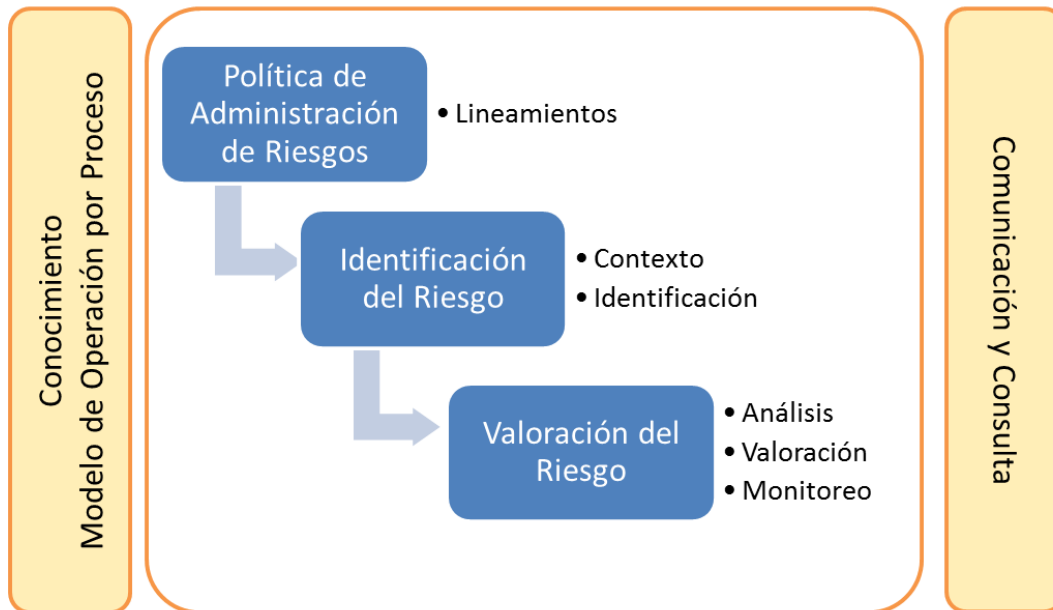 Conocimiento
Modelo de Operación por Proceso
Política de
Administración
de Riesgos
• Lineamientos
Identificación
del Riesgo
• Contexto
• Identificación
Valoración del
Riesgo
• Análisis
• Valoración
• Monitoreo
Comunicación y Consulta